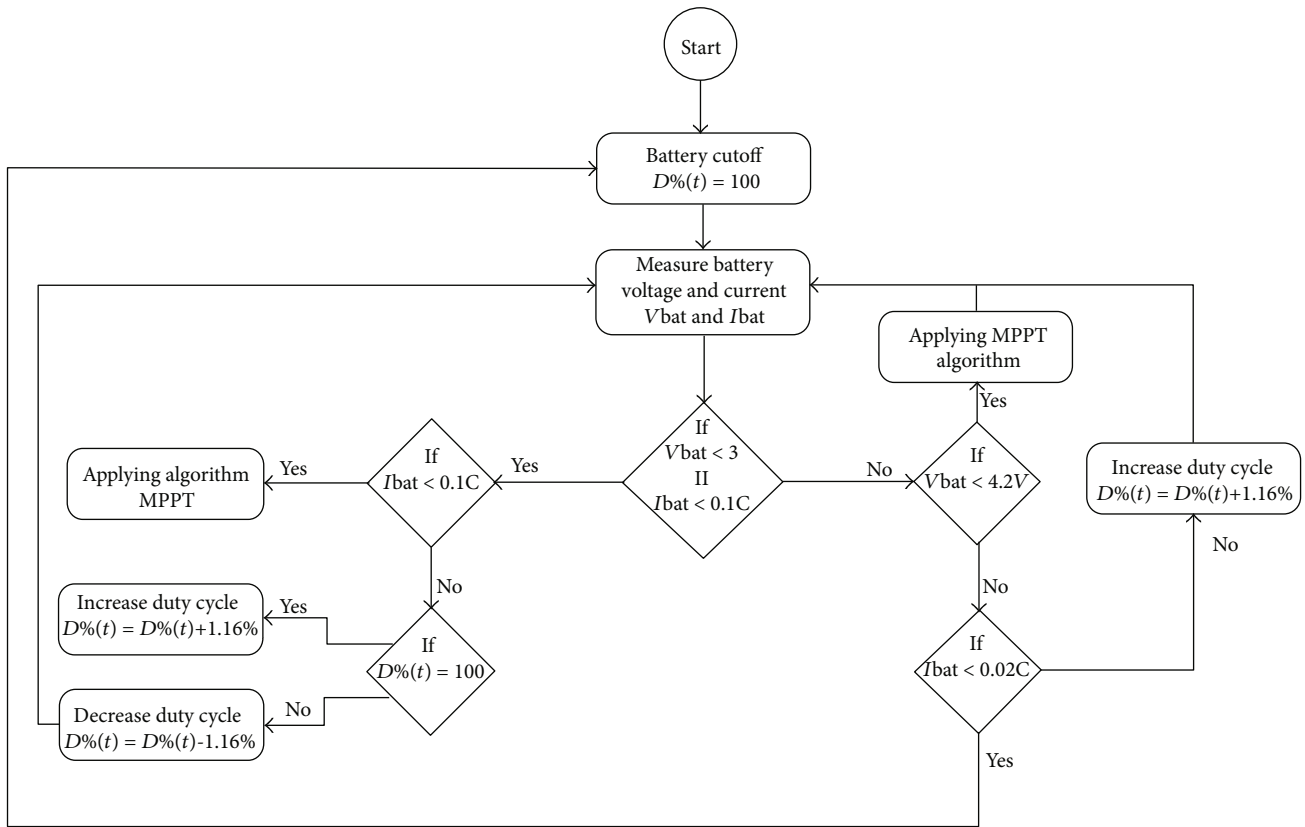 Start
Battery cutoff
D%(t) = 100
Measure battery
voltage and current
Vbat and Ibat
Applying MPPT
algorithm
Yes
If
Vbat < 3
II
Ibat < 0.1C
Yes
No
If
Ibat < 0.1C
Yes
Applying algorithm
MPPT
If
Vbat < 4.2V
Increase duty cycle
D%(t) = D%(t)+1.16%
No
No
No
Increase duty cycle
D%(t) = D%(t)+1.16%
Yes
If
D%(t) = 100
If
Ibat < 0.02C
Decrease duty cycle
D%(t) = D%(t)-1.16%
No
Yes